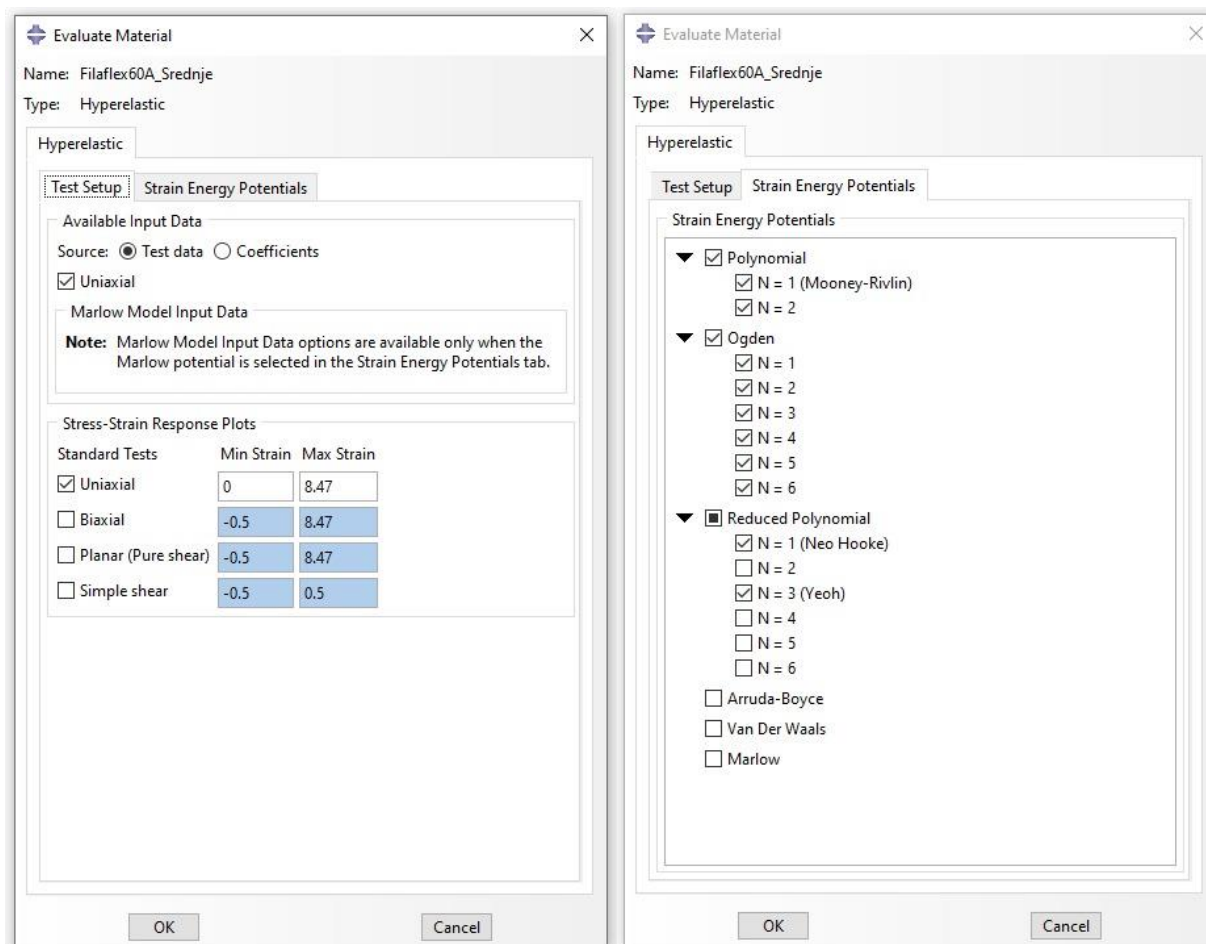 Evaluate Material
Name: Filaflex60A_Srednje
Type: Hyperelastic
Hyperelastic
Test Setup Strain Energy Potentials
Available Input Data
Source: Test data Coefficients
Uniaxial
Marlow Model Input Data
Note: Marlow Model Input Data options are available only when the
Marlow potential is selected in the Strain Energy Potentials tab.
Stress-Strain Response Plots
Standard Tests Min Strain Max Strain
Uniaxial 0 8.47
Biaxial -0.5 8.47
Planar (Pure shear) -0.5 8.47
Simple shear -0.5 0.5
OK Cancel
Evaluate Material
Name: Filaflex60A_Srednje
Type: Hyperelastic
Hyperelastic
Test Setup Strain Energy Potentials
Strain Energy Potentials
Polynomial
N = 1 (Mooney-Rivlin)
N = 2
Ogden
N = 1
N = 2
N = 3
N = 4
N = 5
N = 6
Reduced Polynomial
N = 1 (Neo Hooke)
N = 2
N = 3 (Yeoh)
N = 4
N = 5
N = 6
Arruda-Boyce
Van Der Waals
Marlow
OK Cancel